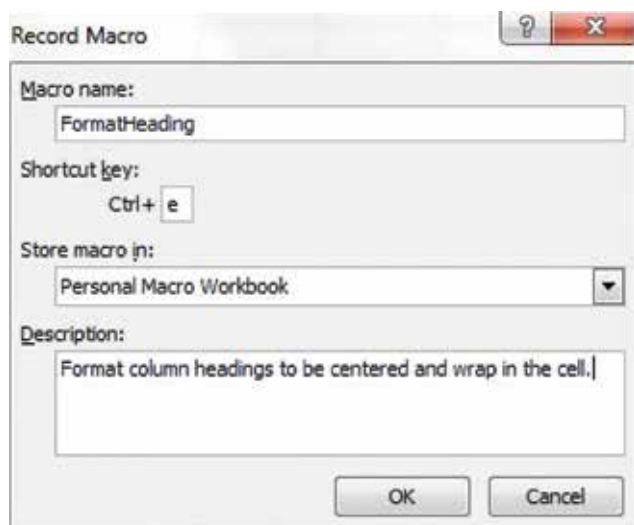 Record Macro
?
Macro name:
FormatHeading
Shortcut key:
Ctrl+ e
Store macro in:
Personal Macro Workbook
Description:
Format column headings to be centered and wrap in the cell.
OK Cancel